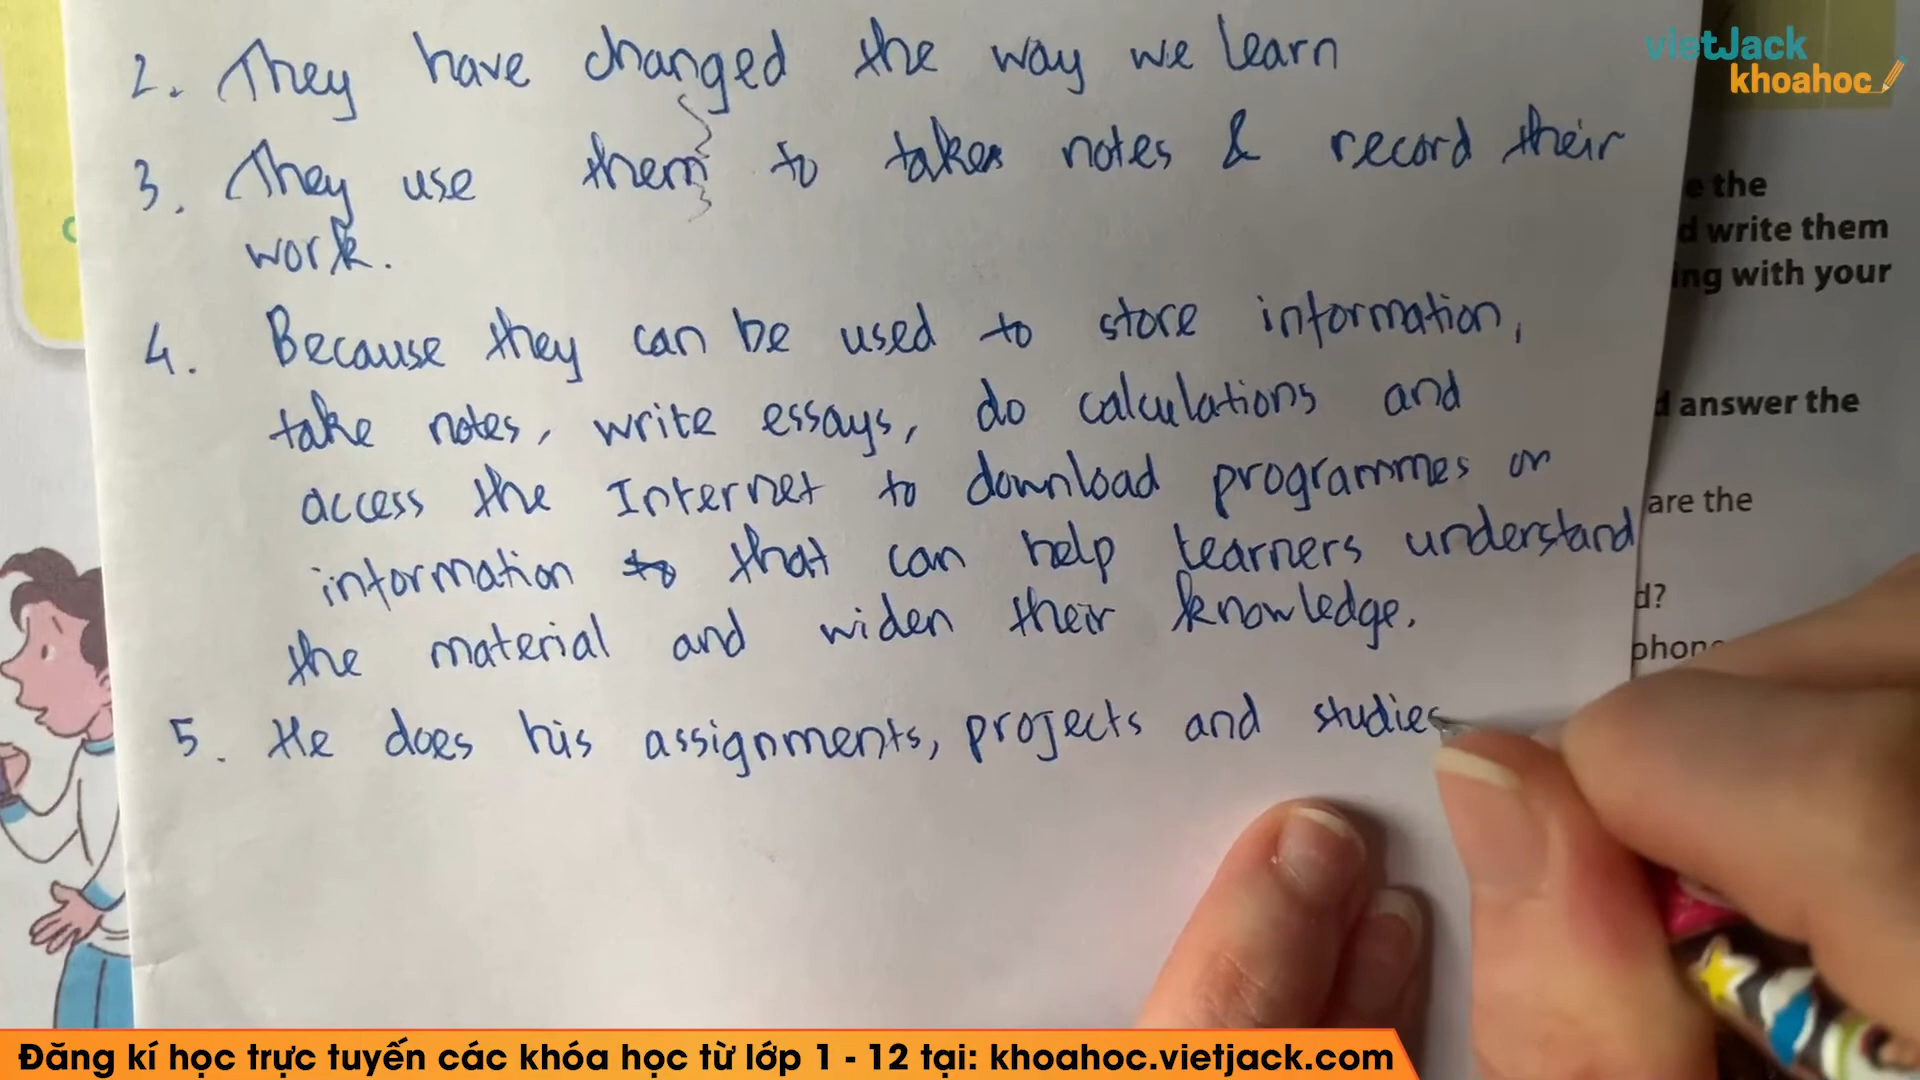 vietJack
khoahoc
2. They have changed the way we learn
3. They use them to take notes & record their
work.
4. Because they can be used to store information,
take notes, write essays, do calculations and
access the Internet to download programmes or
information that can help learners understand
the material and widen their knowledge.
5. He does his assignments, projects and studies
e the
d write them
ing with your
d answer the
are the
d?
phone
Đăng kí học trực tuyến các khóa học từ lớp 1 - 12 tại: khoahoc.vietjack.com